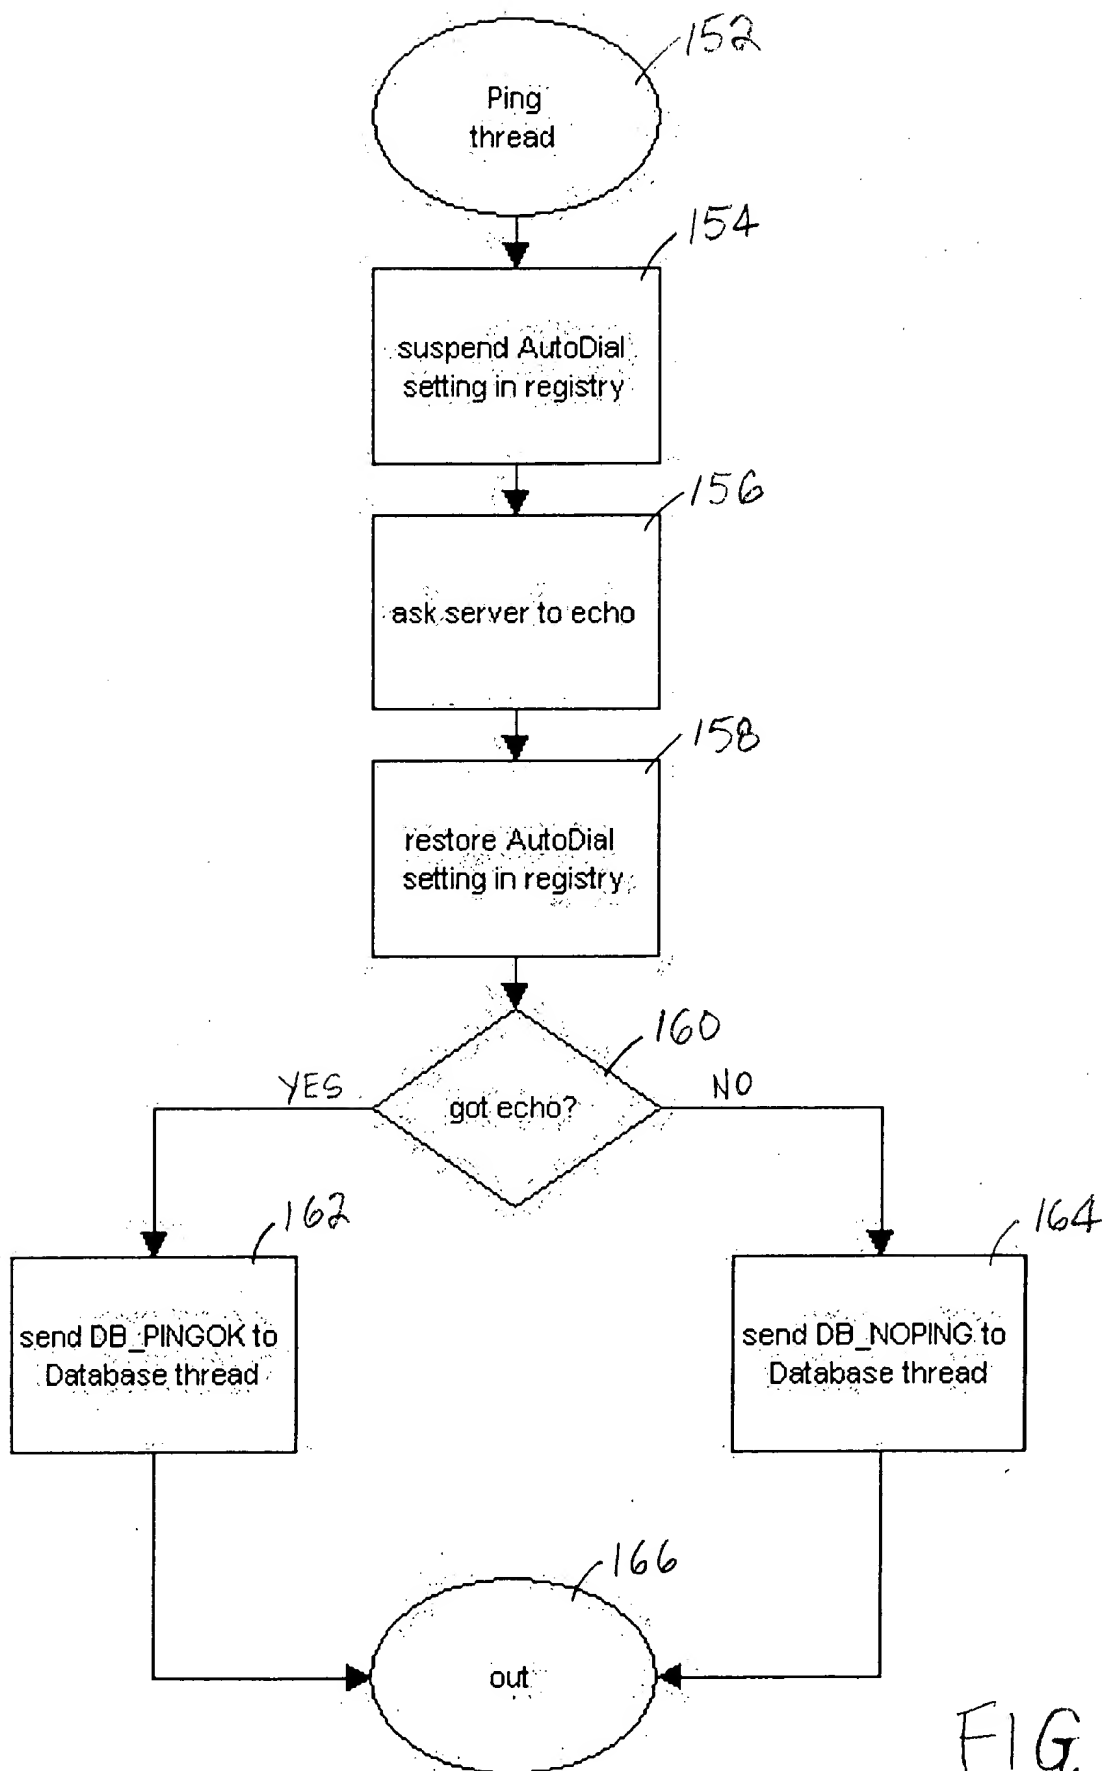 152
Ping
thread
154
suspend AutoDial
setting in registry
156
ask server to echo
158
restore AutoDial
setting in registry
160
YES
got echo?
NO
162
164
send DB_PINGOK to
Database thread
send DB_NOPING to
Database thread
166
out
FIG.